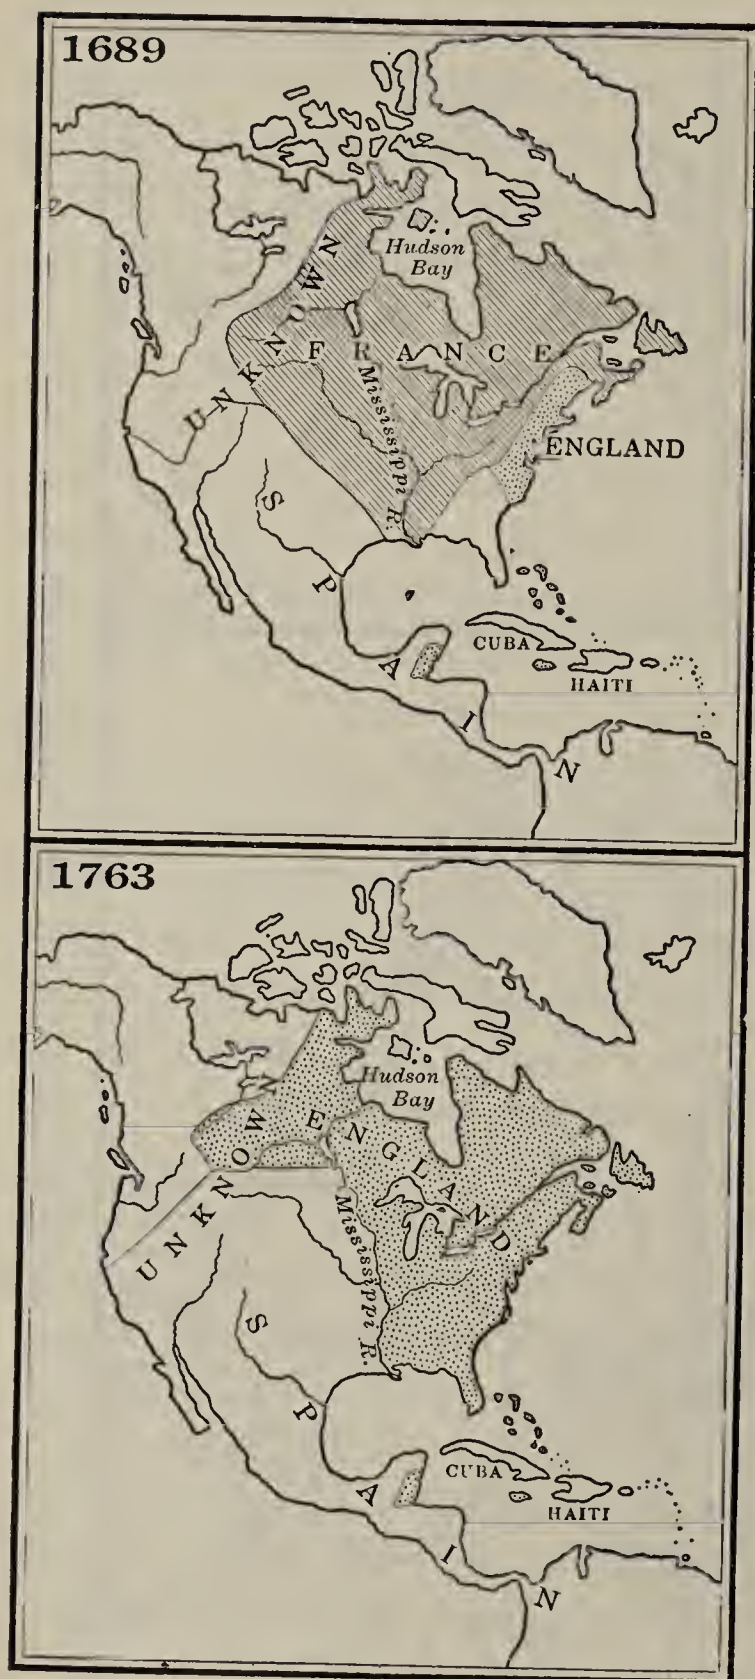 1689
Hudson
Bay
UNKNOWN
FRANCE
Mississippi R.
ENGLAND
SPAIN
CUBA
HAITI
1763
Hudson
Bay
UNKNOWN
ENGLAND
Mississippi R.
SPAIN
CUBA
HAITI